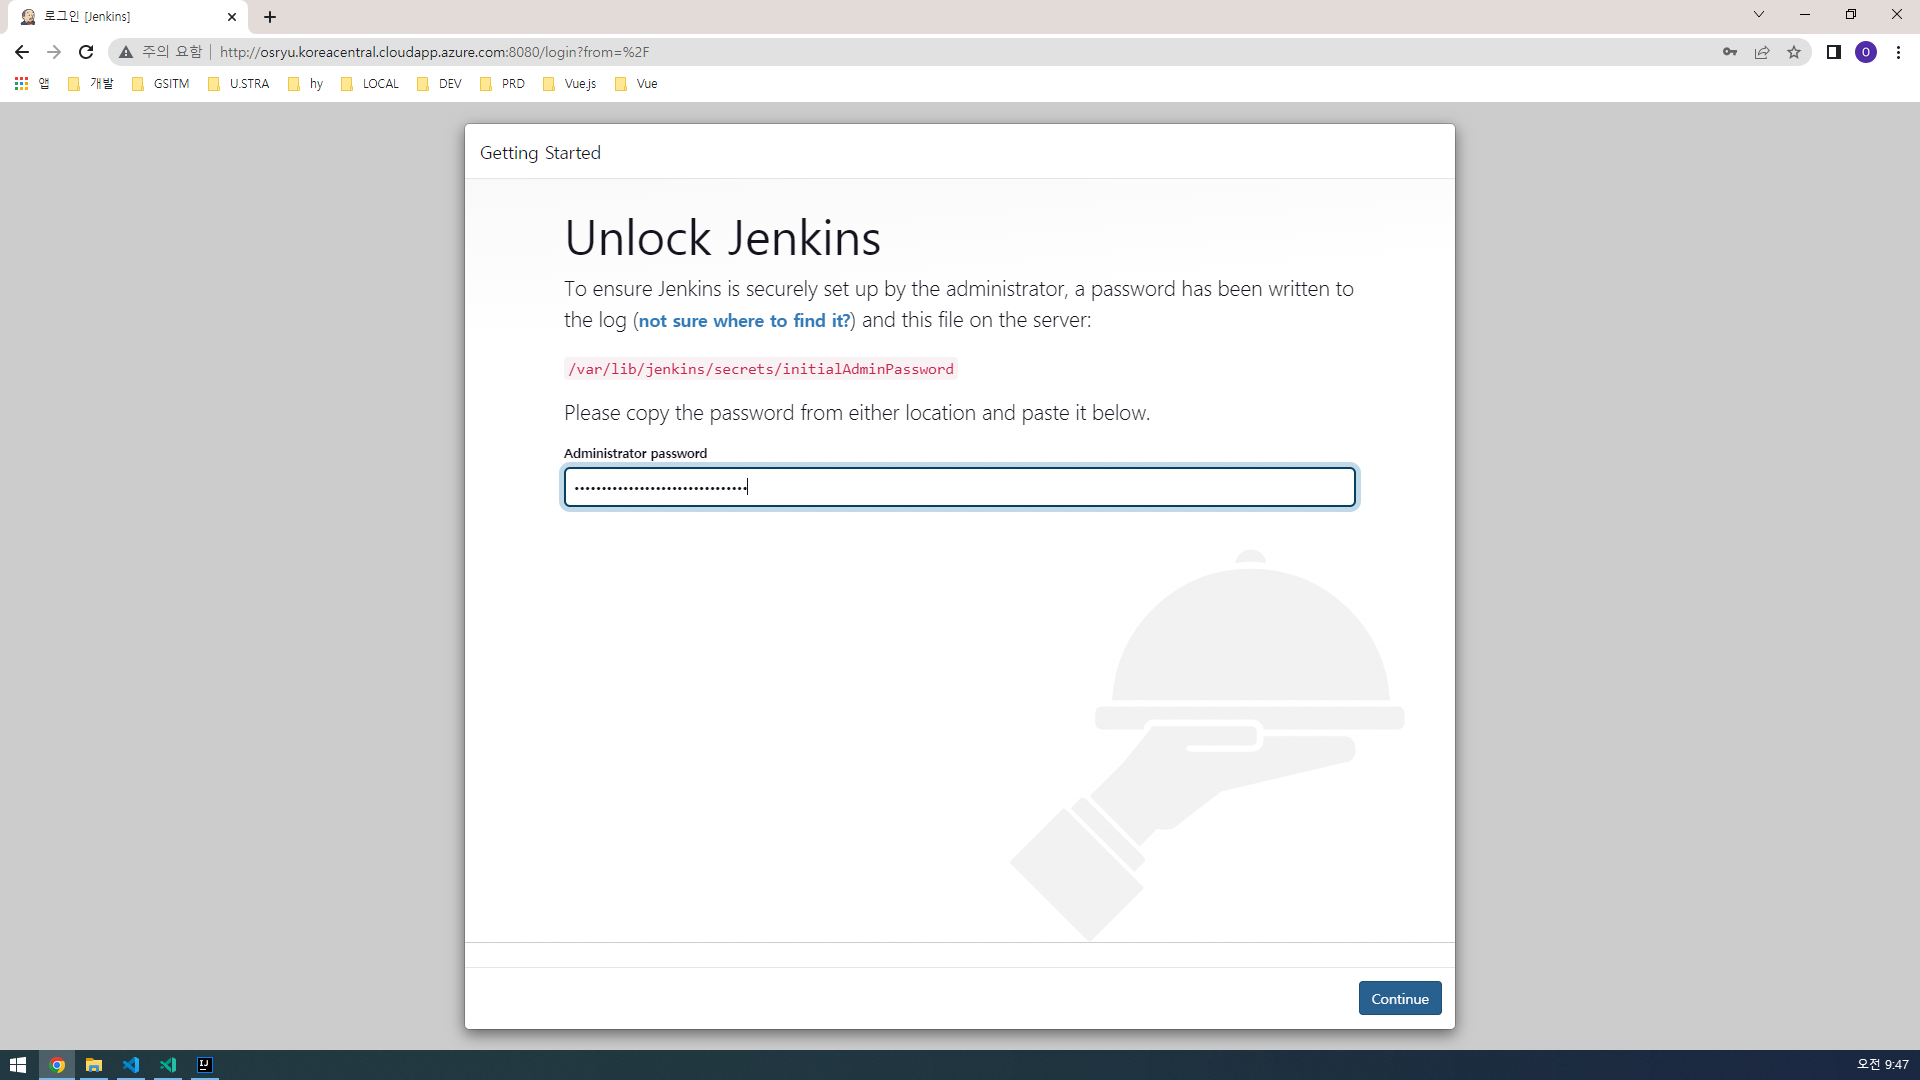 로그인 [Jenkins]
주의 요함 http://osryu.koreacentral.cloudapp.azure.com:8080/login?from=%2F
O
앱 개발 GSITM U.STRA hy LOCAL DEV PRD Vue.js Vue
Getting Started
Unlock Jenkins
To ensure Jenkins is securely set up by the administrator, a password has been written to
the log (not sure where to find it?) and this file on the server:
/var/lib/jenkins/secrets/initialAdminPassword
Please copy the password from either location and paste it below.
Administrator password
••••••••••••••••••••••••••••••••
Continue
IJ
오전 9:47